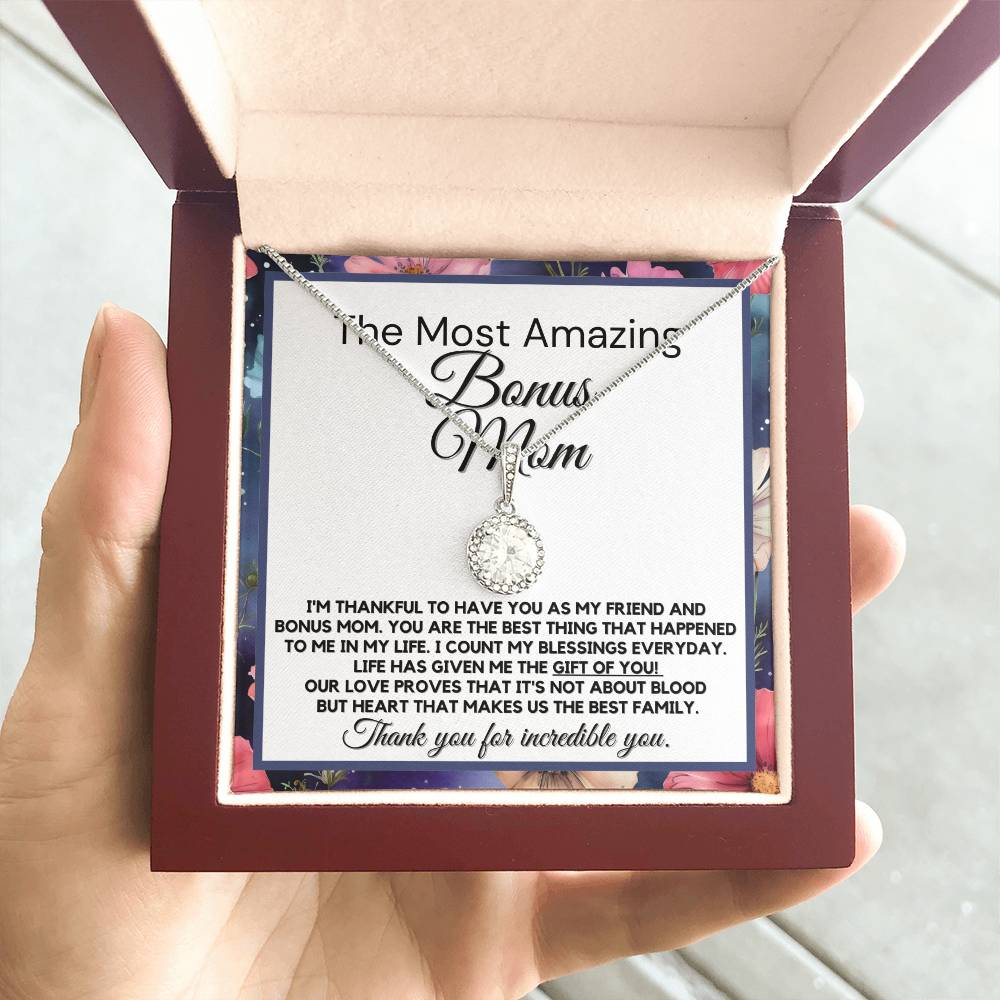 The Most Amazing
Bonus
Mom
I'M THANKFUL TO HAVE YOU AS MY FRIEND AND
BONUS MOM. YOU ARE THE BEST THING THAT HAPPENED
TO ME IN MY LIFE. I COUNT MY BLESSINGS EVERYDAY.
LIFE HAS GIVEN ME THE GIFT OF YOU!
OUR LOVE PROVES THAT IT'S NOT ABOUT BLOOD
BUT HEART THAT MAKES US THE BEST FAMILY.
Thank you for incredible you.